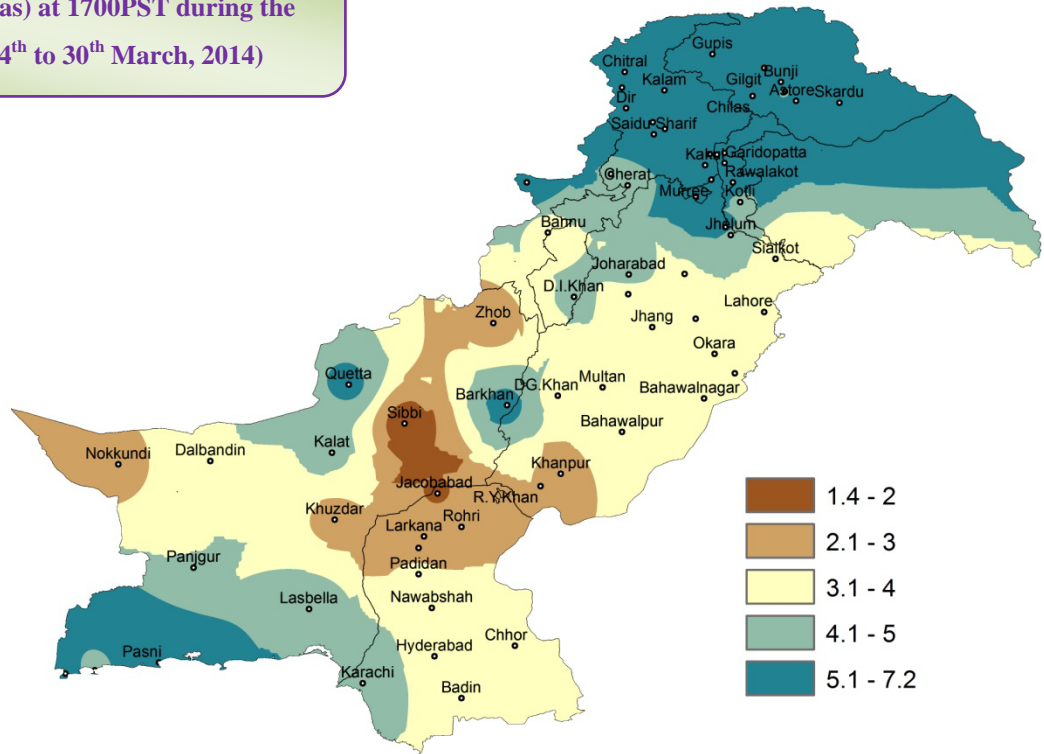 as) at 1700PST during the
4th to 30th March, 2014)
Gupis
Chitral
Bunji
Kalam
Gilgit
Astore
Skardu
Dir
Chilas
Saidu Sharif
Garidopatta
Cherat
Rawalakot
Murree
Kotli
Bannu
Jhelum
Sialkot
Joharabad
D.I.Khan
Lahore
Zhob
Jhang
Okara
Quetta
Multan
DG.Khan
Barkhan
Bahawalnagar
Sibbi
Bahawalpur
Kalat
Dalbandin
Nokkundi
Khanpur
Jacobabad
R.Y.Khan
Khuzdar
Rohri
Larkana
Panjgur
Padidan
Lasbella
Nawabshah
Chhor
Hyderabad
Pasni
Karachi
Badin
1.4 - 2
2.1 - 3
3.1 - 4
4.1 - 5
5.1 - 7.2